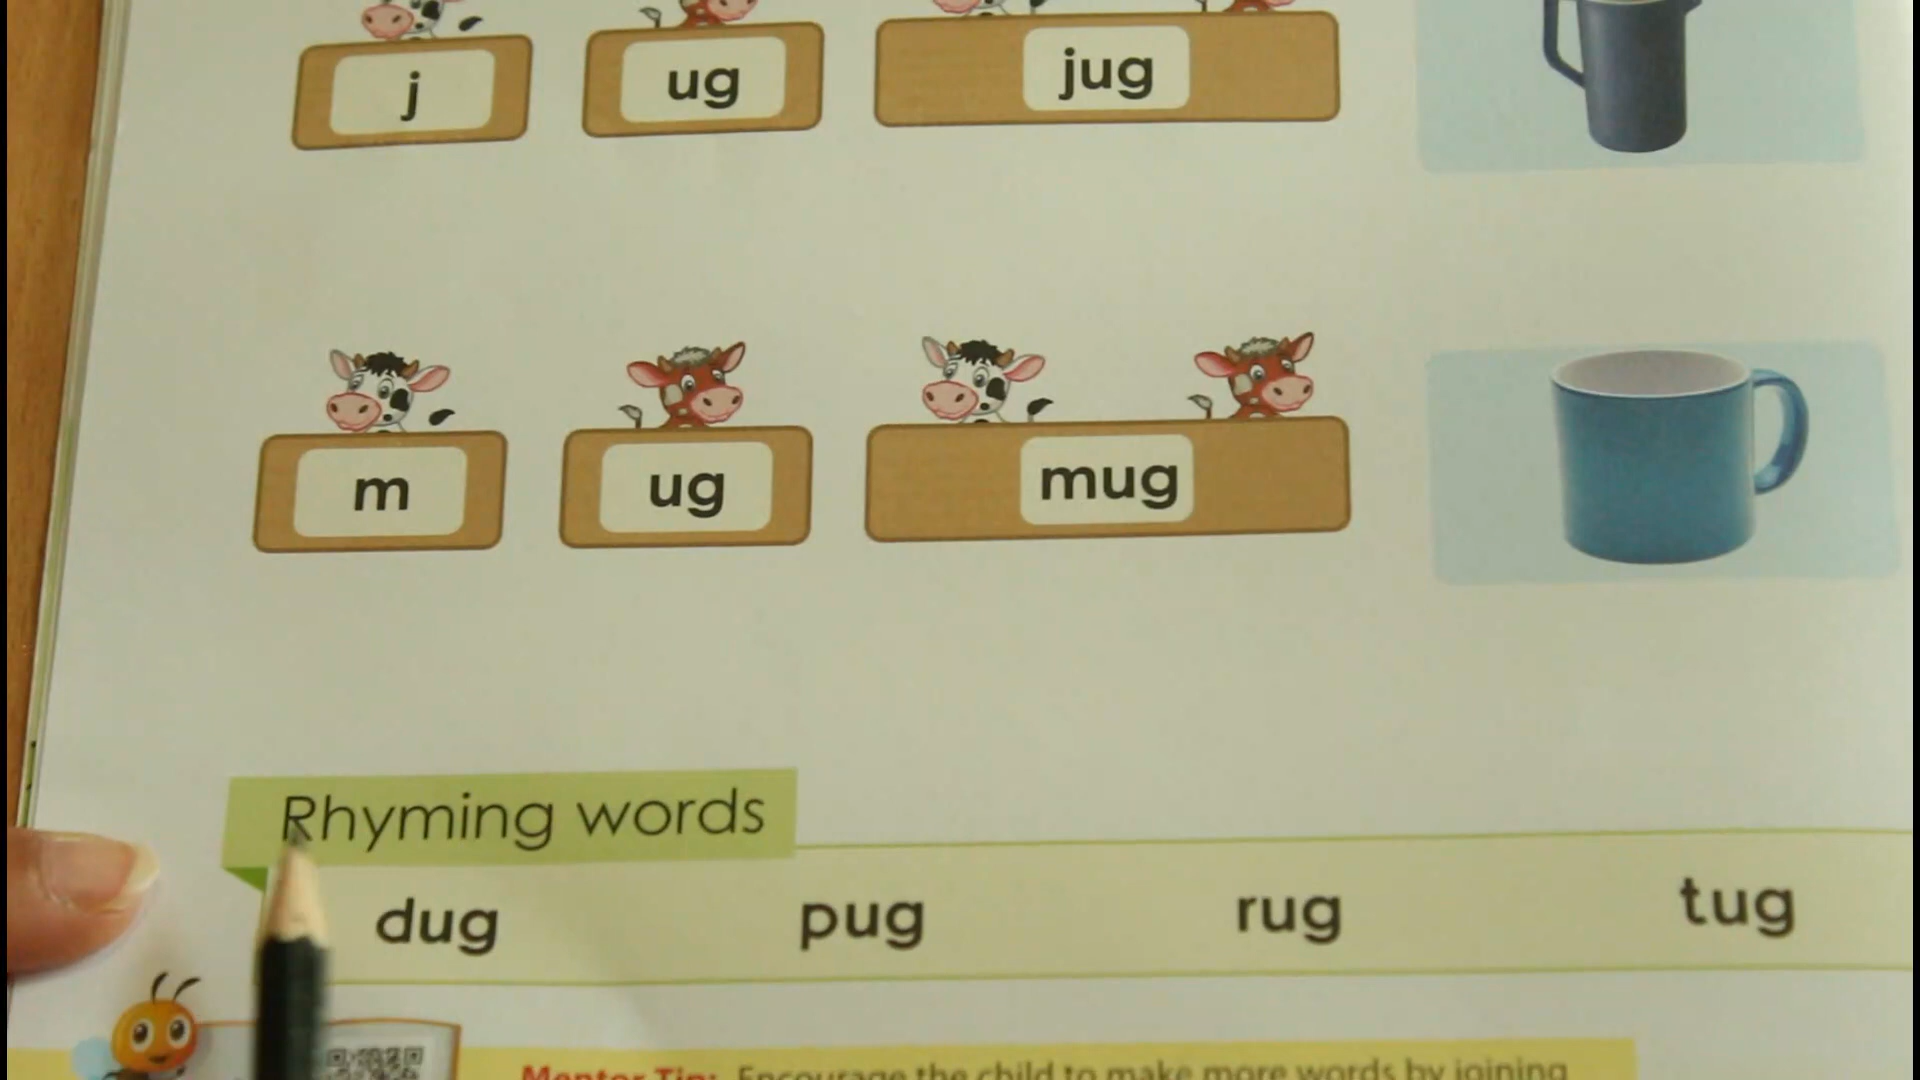 j ug jug
m ug mug
Rhyming words
dug pug rug tug
Mentor Tip: Encourage the child to make more words by joining